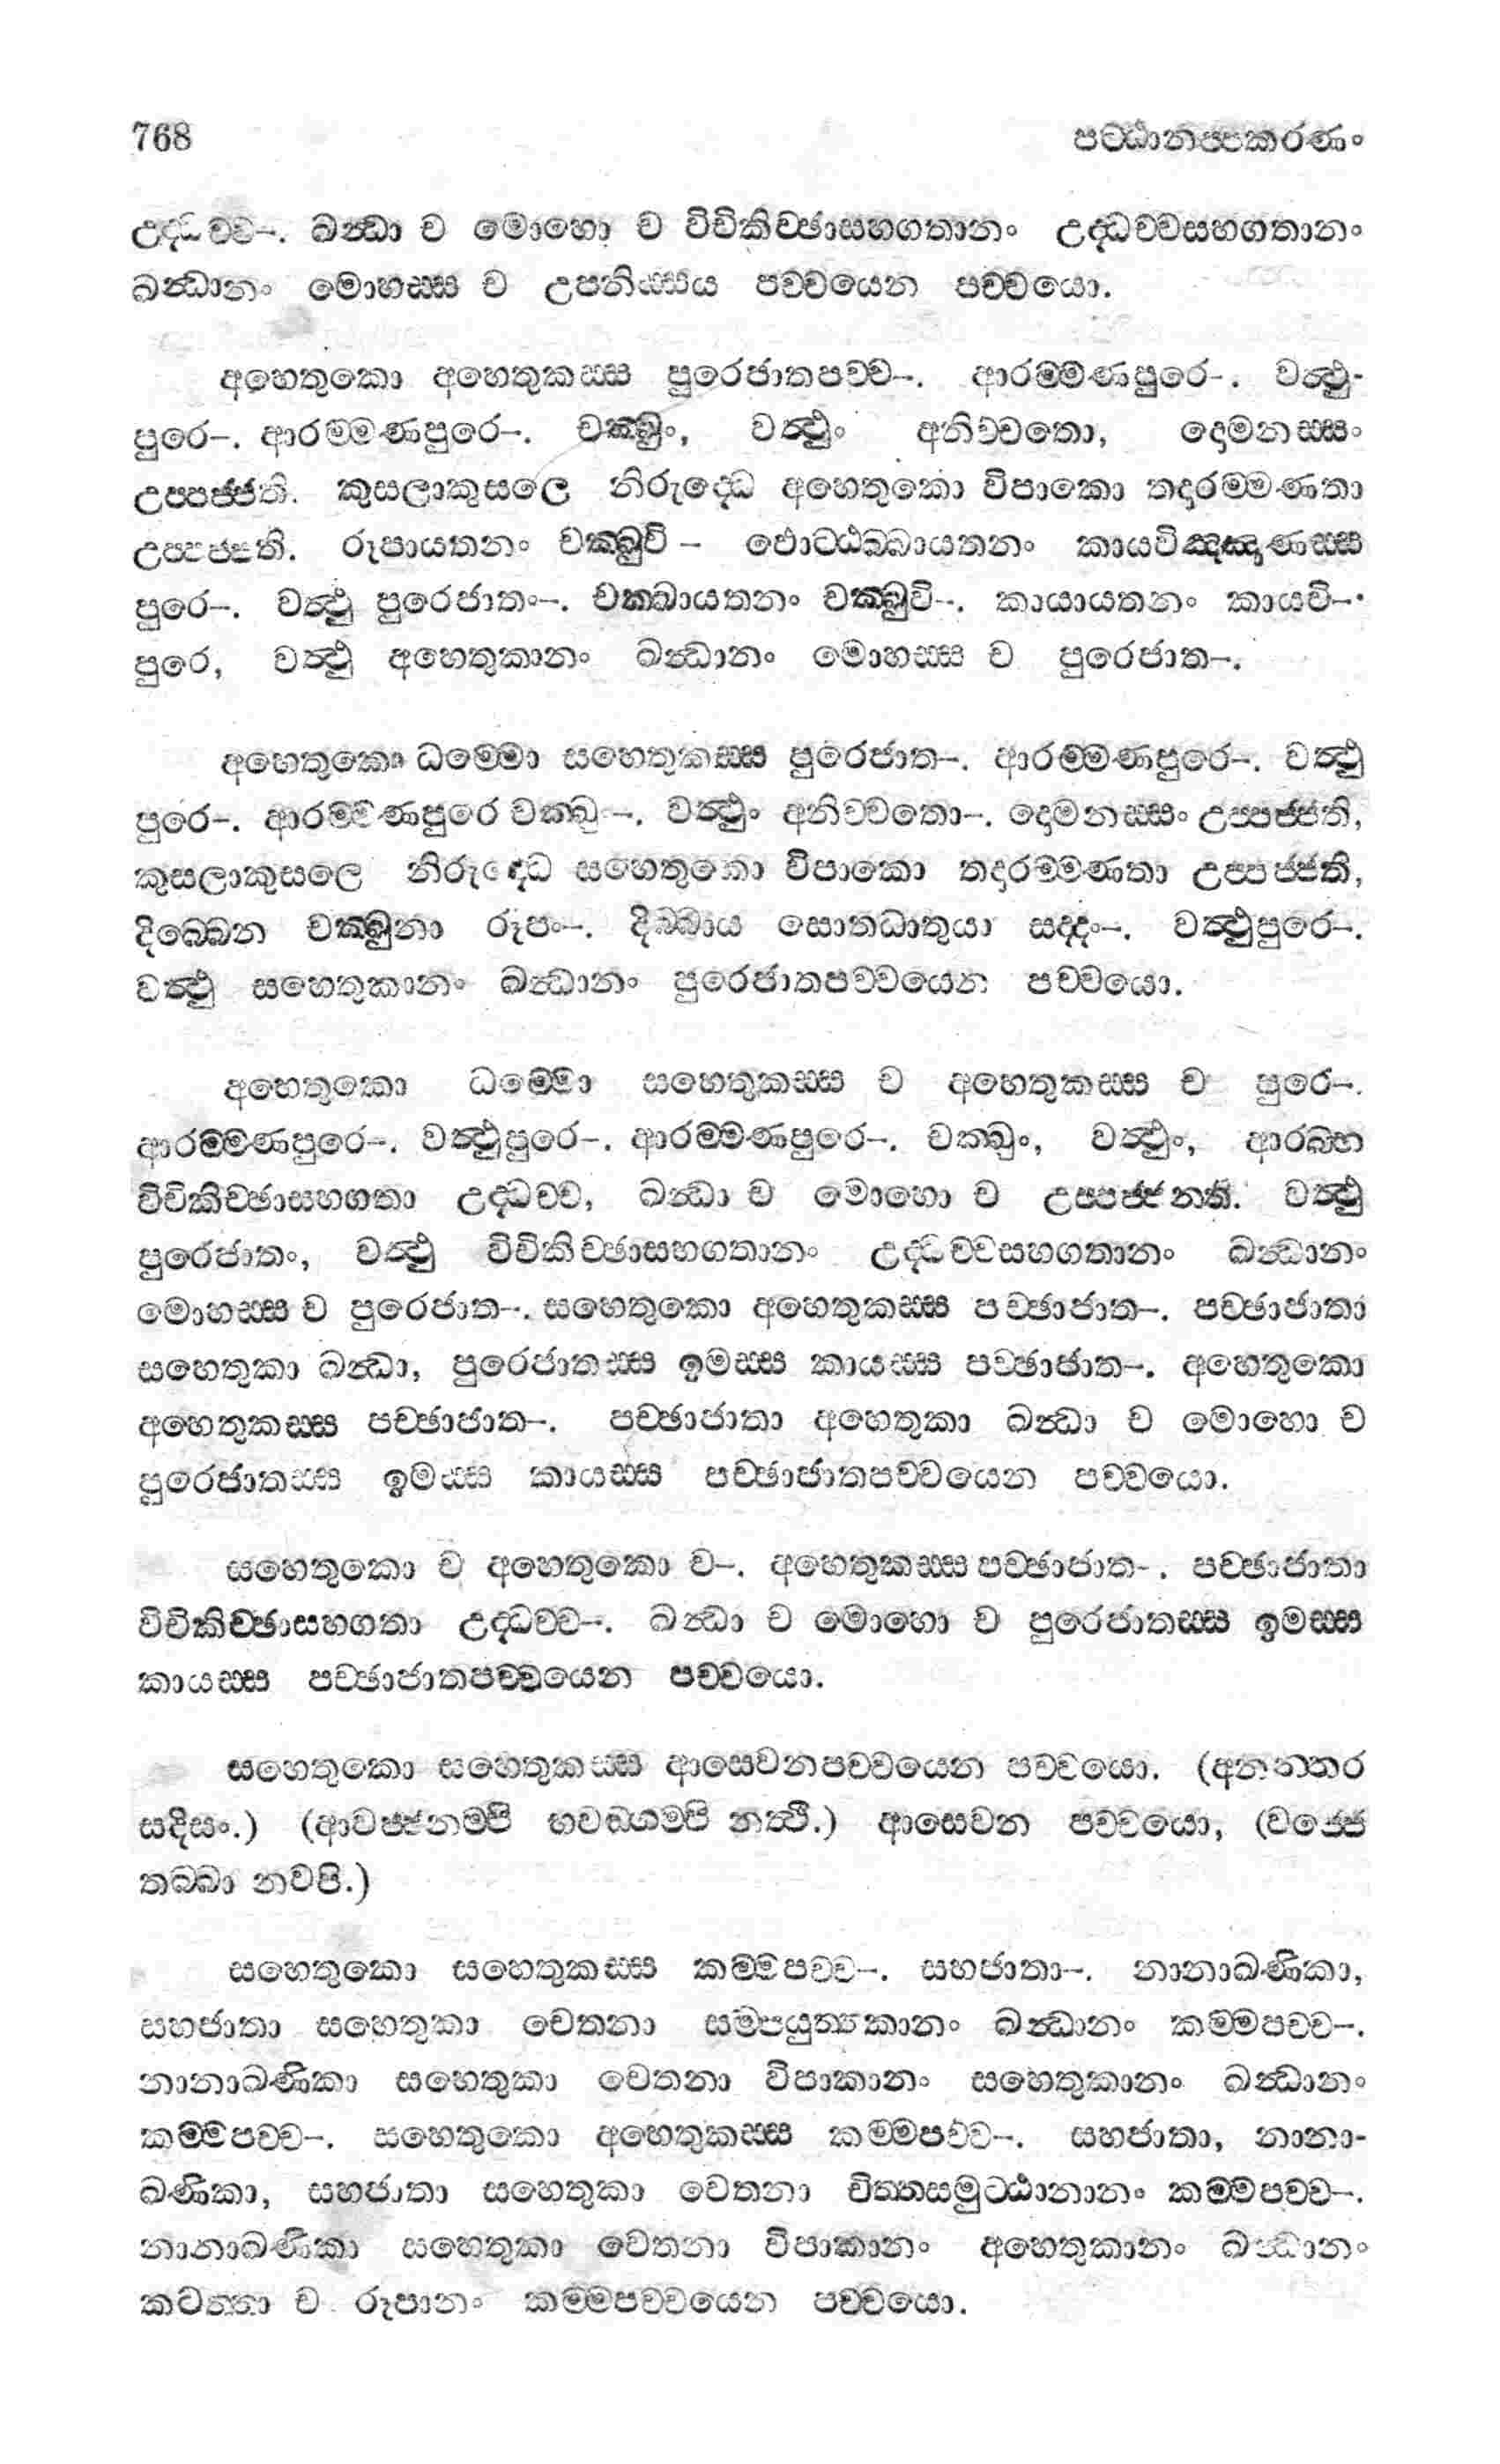 768 පට්ඨානප්පකරණං
උද්ධච්ච-. ඛන්ධා ච මොහො ච විචිකිච්ඡාසහගතානං උද්ධච්චසහගතානං
ඛන්ධානං මොහස්ස ච උපනිස්සය පච්චයෙන පච්චයො.
අහෙතුකො අහෙතුකස්ස පුරෙජාතපච්ච-. ආරම්මණපුරෙ-. වත්ථු-
පුරෙ-. ආරම්මණපුරෙ-. චක්ඛුං, වත්ථුං අනිච්චතො, දොමනස්සං
උප්පජ්ජති. කුසලාකුසලෙ නිරුද්ධෙ අහෙතුකො විපාකො තදාරම්මණතා
උප්පජ්ජති. රූපායතනං චක්ඛුවි - ඵොට්ඨබ්බායතනං කායවිඤ්ඤාණස්ස
පුරෙ-. වත්ථු පුරෙජාතං-. චක්ඛායතනං චක්ඛුවි-. කායායතනං කායවි-.
පුරෙ, වත්ථු අහෙතුකානං ඛන්ධානං මොහස්ස ච පුරෙජාත-.
අහෙතුකො ධම්මො සහෙතුකස්ස පුරෙජාත-. ආරම්මණපුරෙ-. වත්ථු
පුරෙ-. ආරම්මණපුරෙ චක්ඛු-. වත්ථුං අනිච්චතො-. දොමනස්සං උප්පජ්ජති,
කුසලාකුසලෙ නිරුද්ධෙ සහෙතුකො විපාකො තදාරම්මණතා උප්පජ්ජති,
දිබ්බෙන චක්ඛුනා රූපං-. දිබ්බාය සොතධාතුයා සද්දං-. වත්ථුපුරෙ-.
වත්ථු සහෙතුකානං ඛන්ධානං පුරෙජාතපච්චයෙන පච්චයො.
අහෙතුකො ධම්මො සහෙතුකස්ස ච අහෙතුකස්ස ච පුරෙ-.
ආරම්මණපුරෙ-. වත්ථුපුරෙ-. ආරම්මණපුරෙ-. චක්ඛුං, වත්ථුං, ආරබ්භ
විචිකිච්ඡාසහගතා උද්ධච්ච, ඛන්ධා ච මොහො ච උප්පජ්ජන්ති. වත්ථු
පුරෙජාතං, වත්ථු විචිකිච්ඡාසහගතානං උද්ධච්චසහගතානං ඛන්ධානං
මොහස්ස ච පුරෙජාත-. සහෙතුකො අහෙතුකස්ස පච්ඡාජාත-. පච්ඡාජාතා
සහෙතුකා ඛන්ධා, පුරෙජාතස්ස ඉමස්ස කායස්ස පච්ඡාජාත-. අහෙතුකො
අහෙතුකස්ස පච්ඡාජාත-. පච්ඡාජාතා අහෙතුකා ඛන්ධා ච මොහො ච
පුරෙජාතස්ස ඉමස්ස කායස්ස පච්ඡාජාතපච්චයෙන පච්චයො.
සහෙතුකො ච අහෙතුකො ච-. අහෙතුකස්ස පච්ඡාජාත-. පච්ඡාජාතා
විචිකිච්ඡාසහගතා උද්ධච්ච-. ඛන්ධා ච මොහො ච පුරෙජාතස්ස ඉමස්ස
කායස්ස පච්ඡාජාතපච්චයෙන පච්චයො.
සහෙතුකො සහෙතුකස්ස ආසෙවනපච්චයෙන පච්චයො. (අනන්තර
සදිසං.) (ආවජ්ජනම්පි භවඞ්ගම්පි නත්ථි.) ආසෙවන පච්චයො, (වජ්ජෙ
තබ්බා නවපි.)
සහෙතුකො සහෙතුකස්ස කම්මපච්ච-. සහජාතා-. නානාඛණිකා,
සහජාතා සහෙතුකා චෙතනා සම්පයුත්තකානං ඛන්ධානං කම්මපච්ච-.
නානාඛණිකා සහෙතුකා චෙතනා විපාකානං සහෙතුකානං ඛන්ධානං
කම්මපච්ච-. සහෙතුකො අහෙතුකස්ස කම්මපච්ච-. සහජාතා, නානා-
ඛණිකා, සහජාතා සහෙතුකා චෙතනා චිත්තසමුට්ඨානානං කම්මපච්ච-.
නානාඛණිකා සහෙතුකා චෙතනා විපාකානං අහෙතුකානං ඛන්ධානං
කටත්තා ච රූපානං කම්මපච්චයෙන පච්චයො.